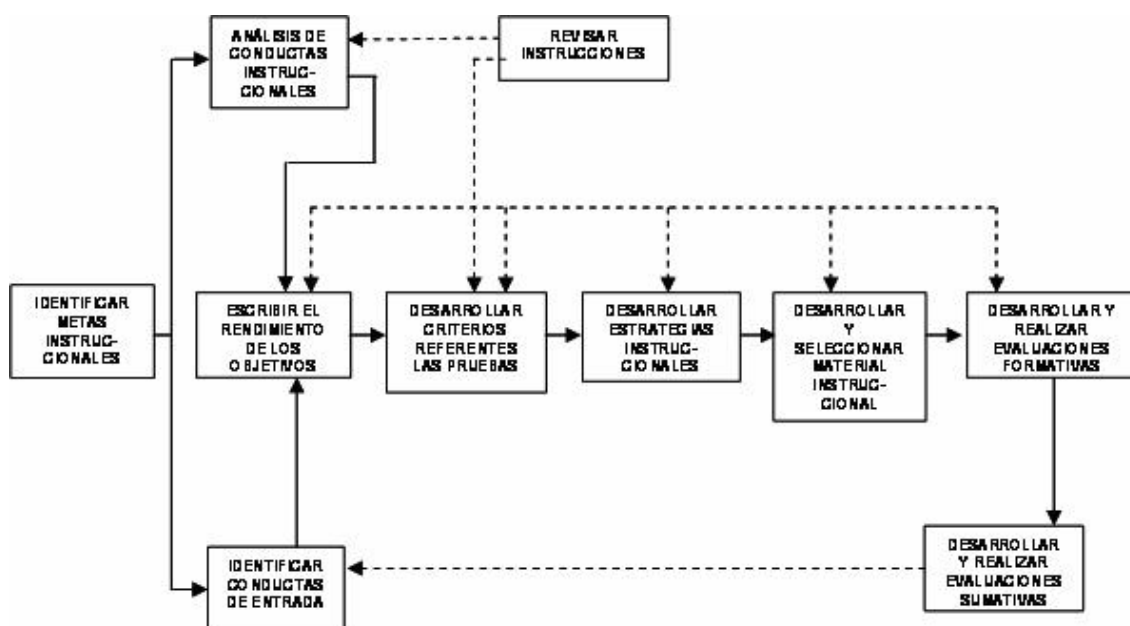 ANÁLISIS DE
CONDUCTAS
INSTRUC-
CIONALES
REVISAR
INSTRUCCIONES
IDENTIFICAR
METAS
INSTRUC-
CIONALES
ESCRIBIR EL
RENDIMIENTO
DE LOS
OBJETIVOS
DESARROLLAR
CRITERIOS
REFERENTES
LAS PRUEBAS
DESARROLLAR
ESTRATEGIAS
INSTRUC-
CIONALES
DESARROLLAR
Y
SELECCIONAR
MATERIAL
INSTRUC-
CIONAL
DESARROLLAR Y
REALIZAR
EVALUACIONES
FORMATIVAS
IDENTIFICAR
CONDUCTAS
DE ENTRADA
DESARROLLAR
Y REALIZAR
EVALUACIONES
SUMATIVAS